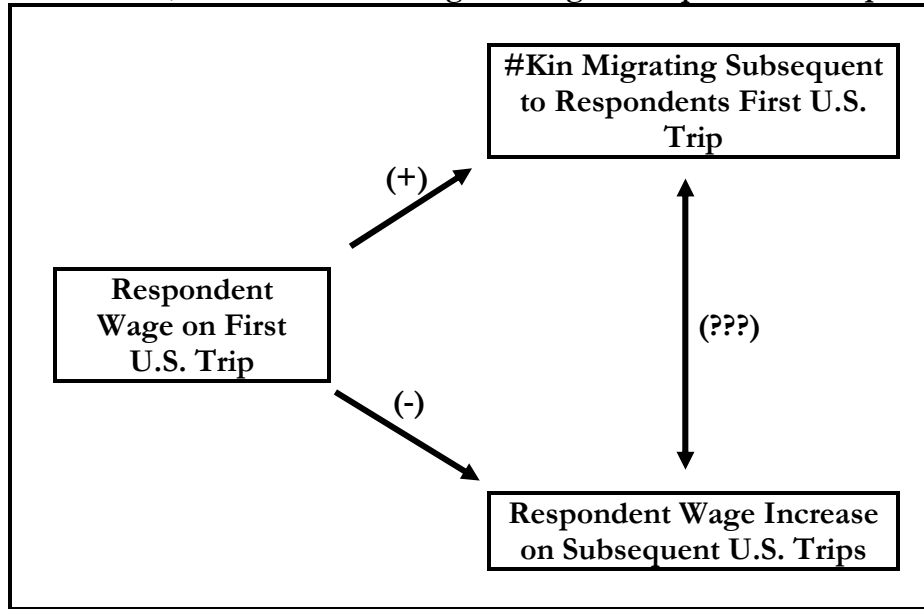 #Kin Migrating Subsequent
to Respondents First U.S.
Trip
(+)
Respondent
Wage on First
U.S. Trip
(???)
(-)
Respondent Wage Increase
on Subsequent U.S. Trips